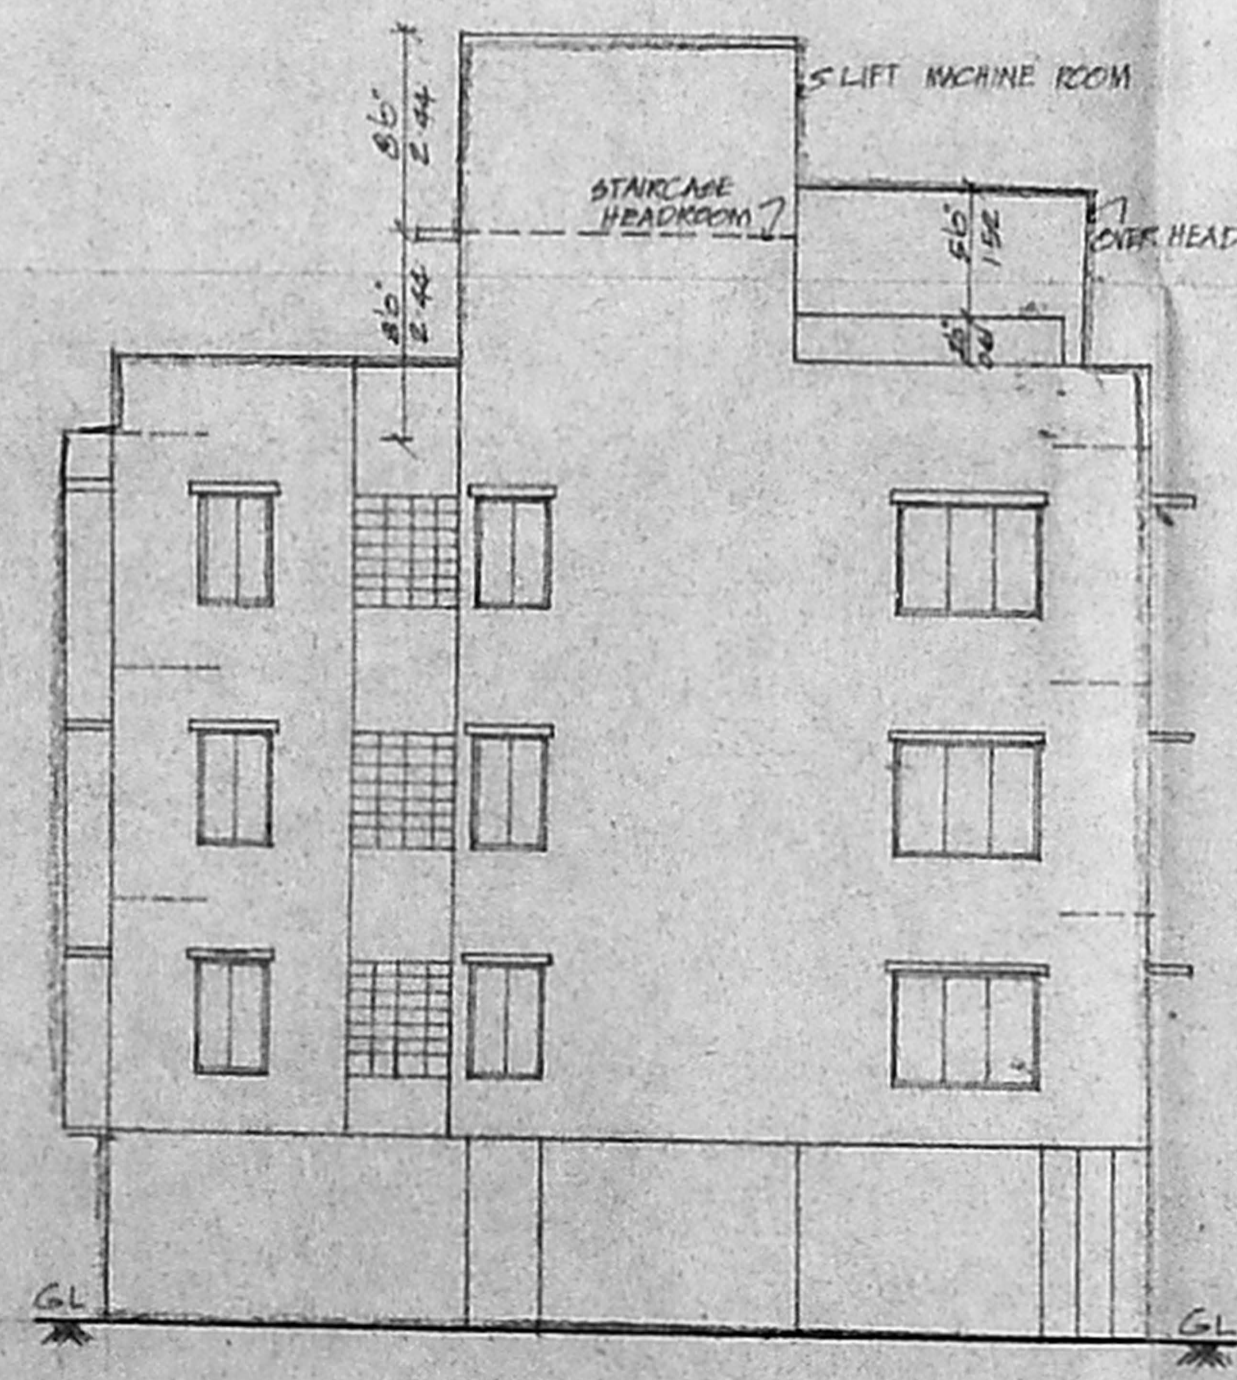 LIFT MACHINE ROOM
8'0"
2.44
STAIRCASE
HEADROOM
5'0"
1.52
OVER HEAD
8'0"
2.44
GL
GL